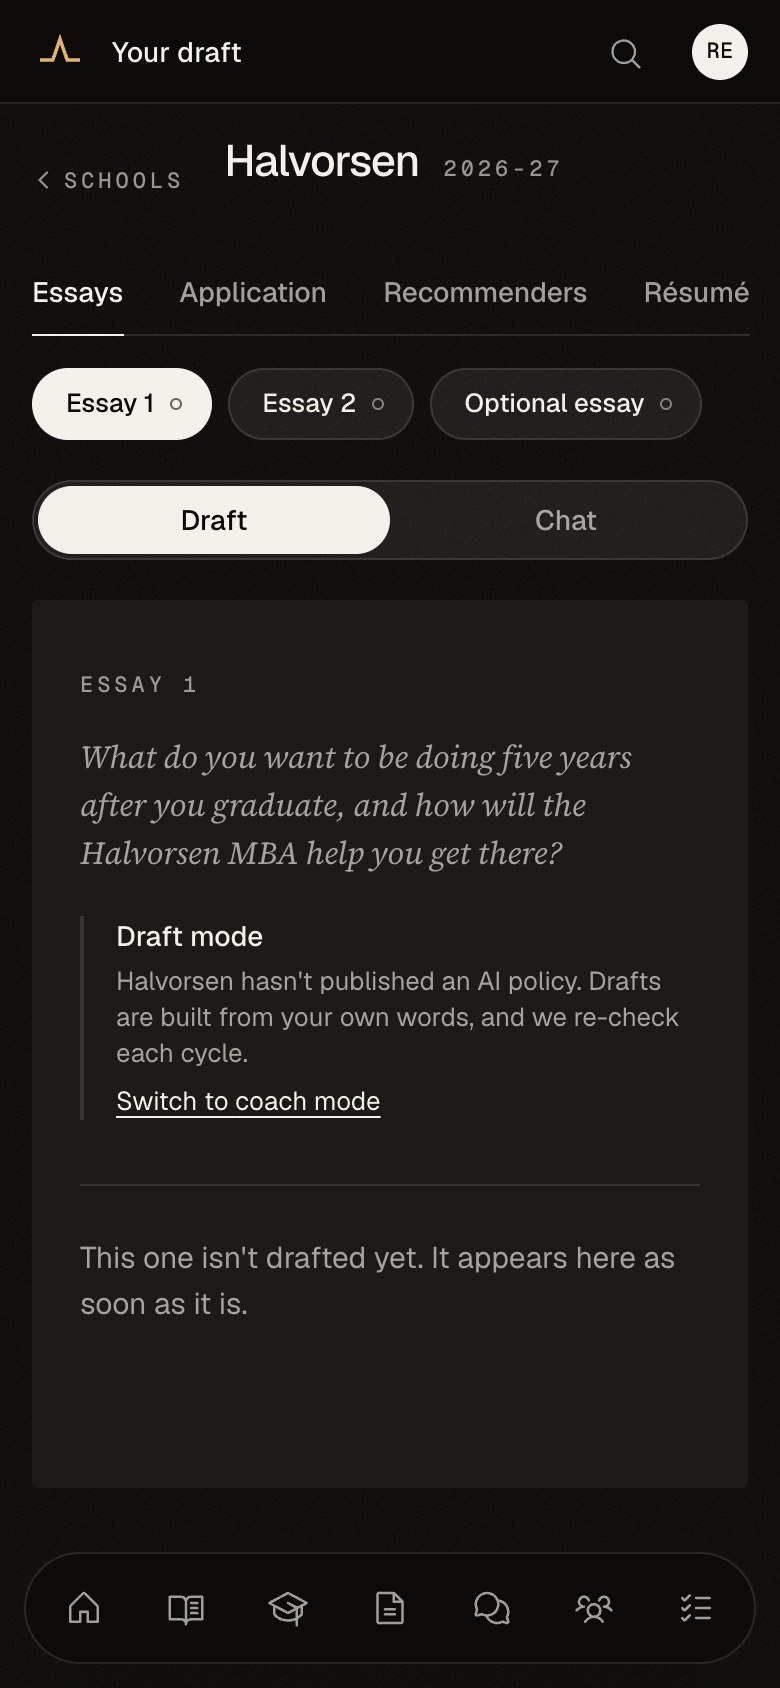 Your draft
RE
SCHOOLS
Halvorsen 2026-27
Essays Application Recommenders Résumé
Essay 1 Essay 2 Optional essay
Draft Chat
ESSAY 1
What do you want to be doing five years
after you graduate, and how will the
Halvorsen MBA help you get there?
Draft mode
Halvorsen hasn't published an AI policy. Drafts
are built from your own words, and we re-check
each cycle.
Switch to coach mode
This one isn't drafted yet. It appears here as
soon as it is.